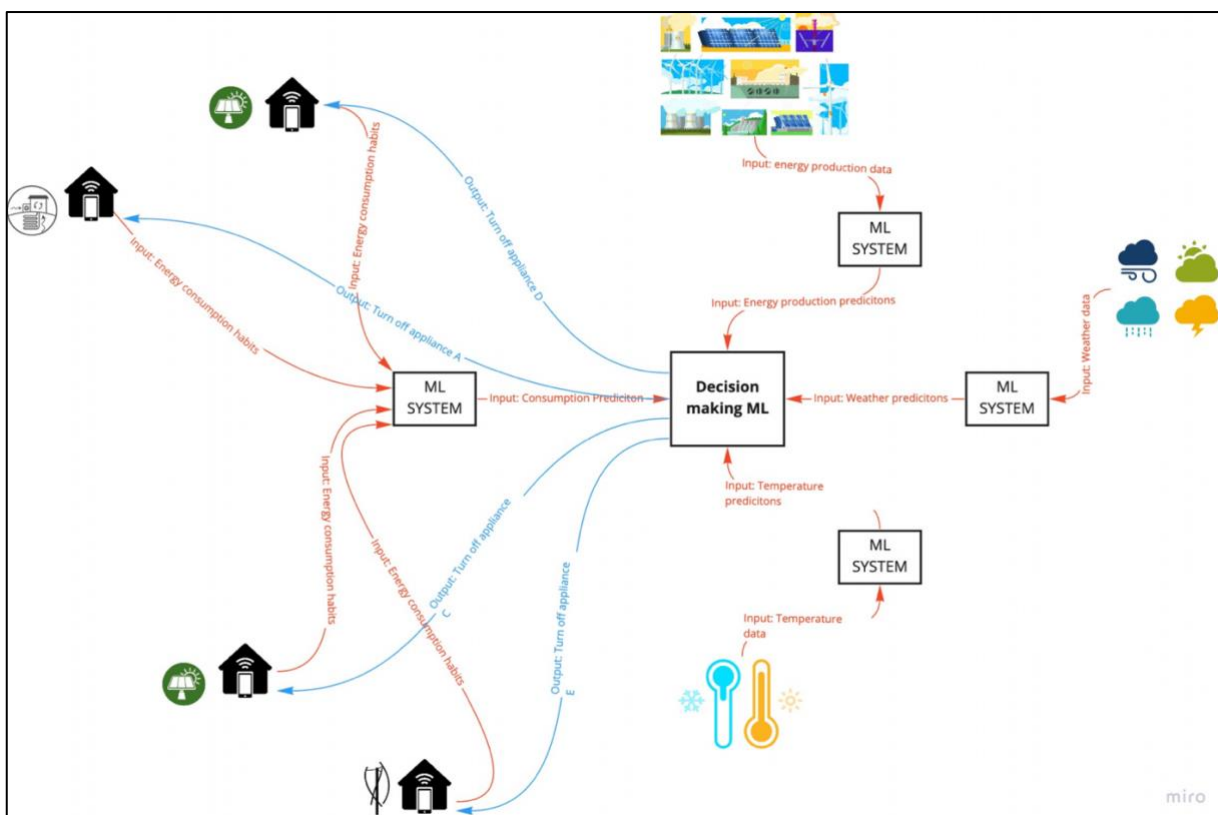 Input: energy production data
ML
SYSTEM
Input: Energy production predicitons
Input: Energy consumption habits
Output: Turn off appliance D
Input: Energy consumption habits
Output: Turn off appliance A
Input: Weather data
ML
SYSTEM
Input: Consumption Prediciton
Decision
making ML
Input: Weather predicitons
ML
SYSTEM
Input: Temperature
predicitons
Input: Energy consumption habits
Input: Energy consumption habits
Output: Turn off appliance
C
Output: Turn off appliance
E
ML
SYSTEM
Input: Temperature
data
miro